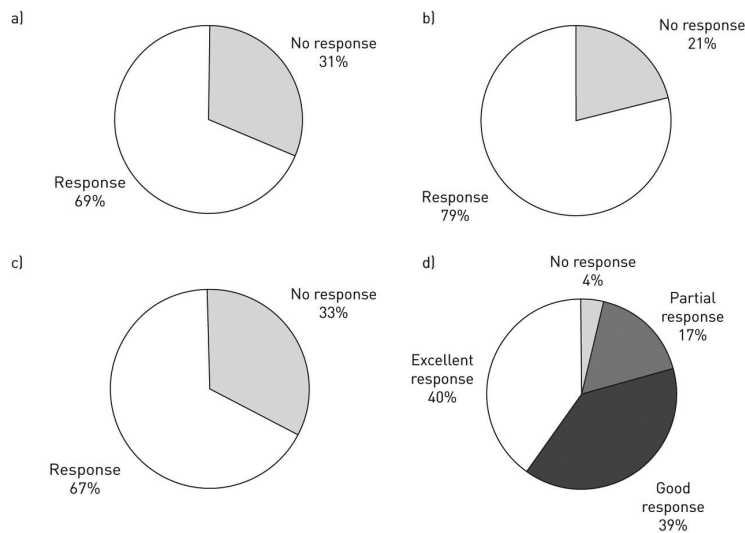 a)
No response
31%
Response
69%
b)
No response
21%
Response
79%
c)
No response
33%
Response
67%
d)
No response
4%
Partial
response
17%
Excellent
response
40%
Good
response
39%